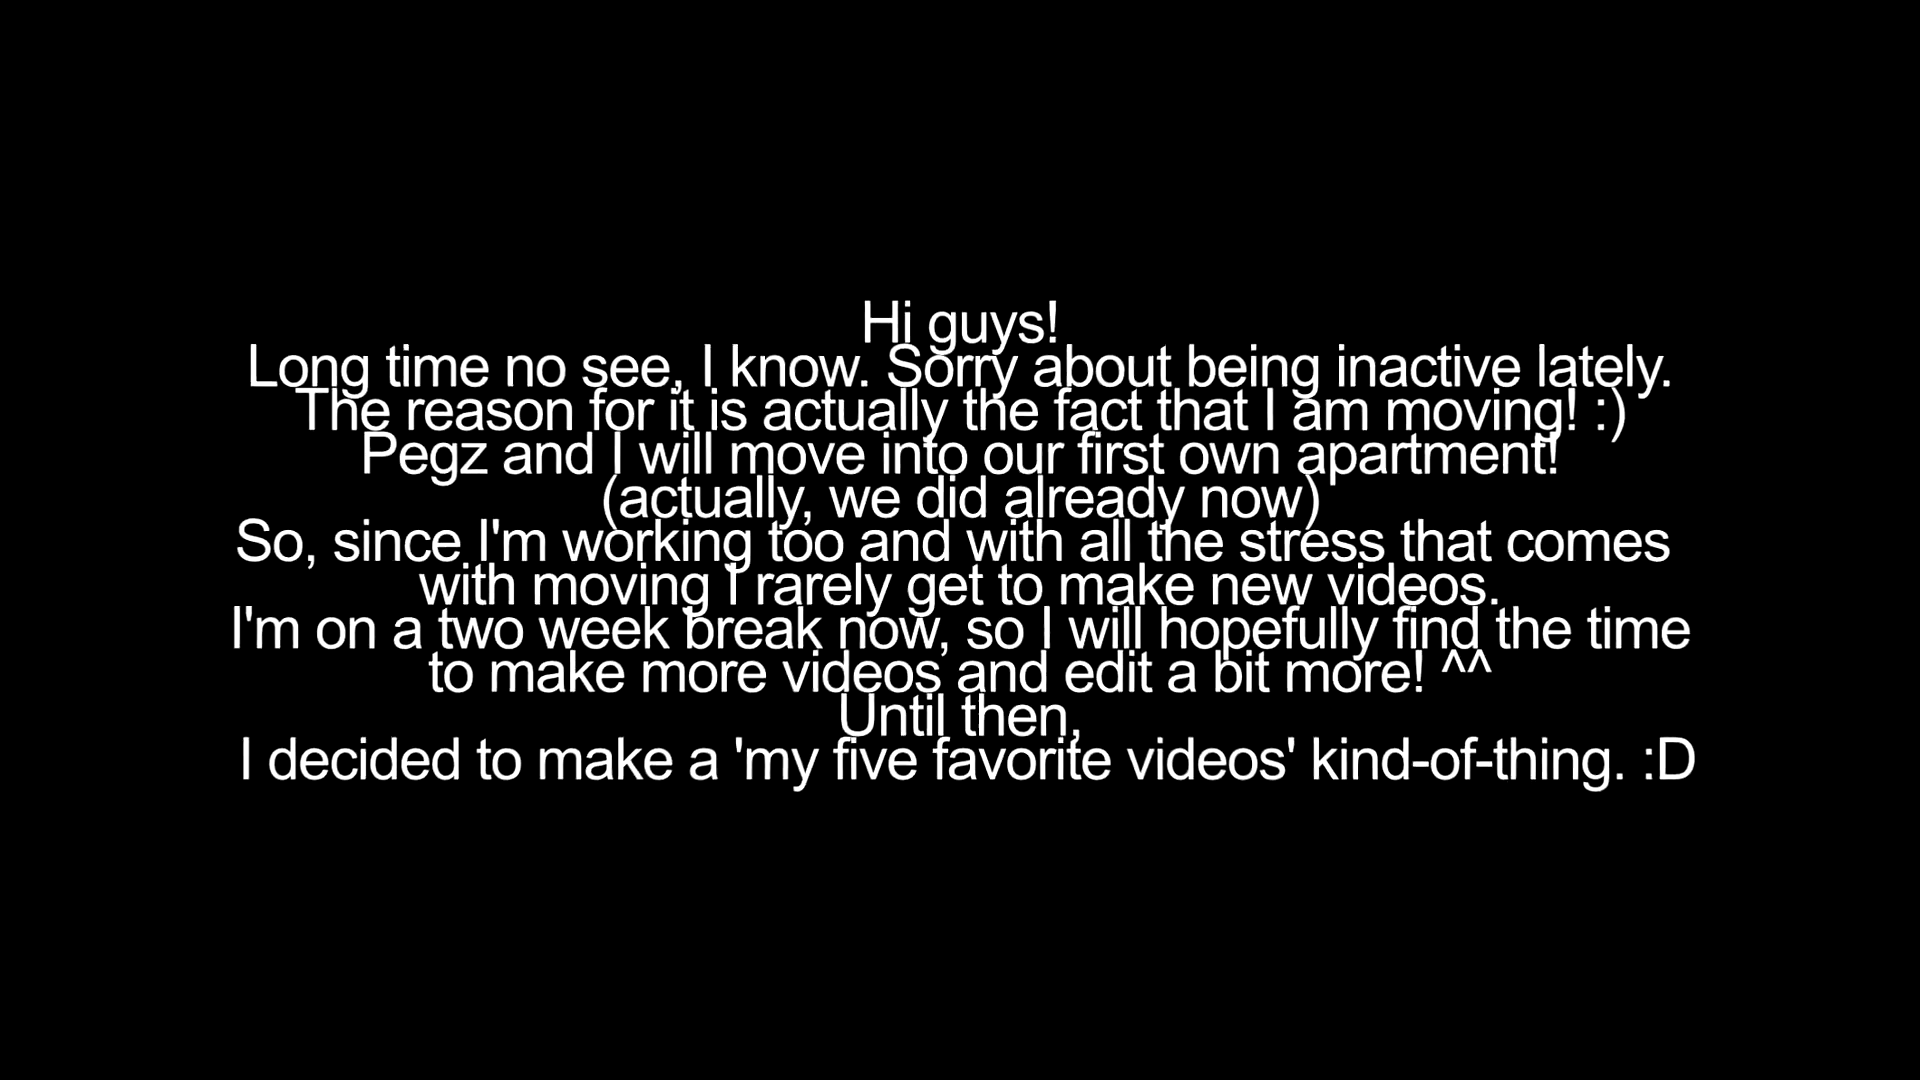 Hi guys!
Long time no see, I know. Sorry about being inactive lately.
The reason for it is actually the fact that I am moving! :)
Pegz and I will move into our first own apartment!
(actually, we did already now)
So, since I'm working too and with all the stress that comes
with moving I rarely get to make new videos.
I'm on a two week break now, so I will hopefully find the time
to make more videos and edit a bit more! ^^
Until then,
I decided to make a 'my five favorite videos' kind-of-thing. :D